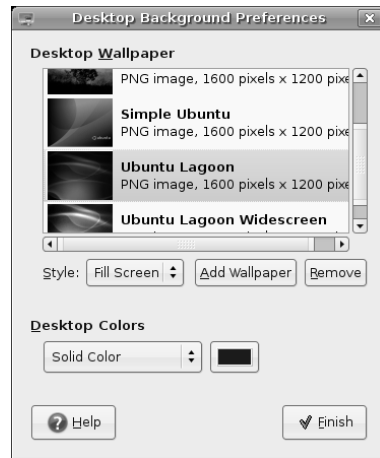 Desktop Background Preferences
Desktop Wallpaper
PNG image, 1600 pixels x 1200 pixe
Simple Ubuntu
PNG image, 1600 pixels x 1200 pixe
Ubuntu Lagoon
PNG image, 1600 pixels x 1200 pixe
Ubuntu Lagoon Widescreen
Style: Fill Screen Add Wallpaper Remove
Desktop Colors
Solid Color
Help Finish